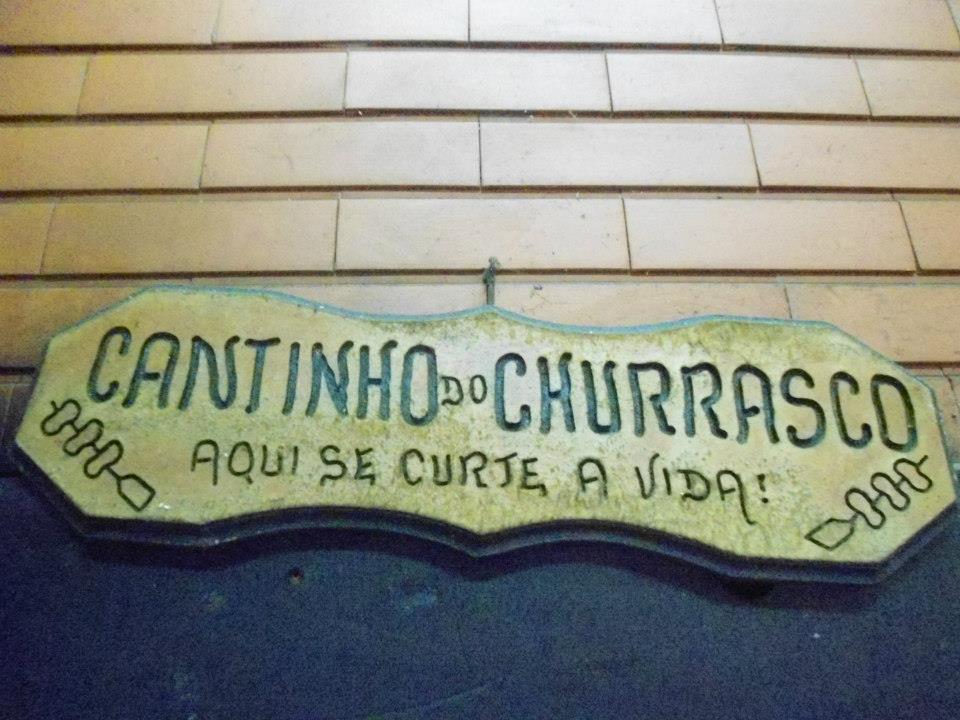 CANTINHO DO CHURRASCO
AQUI SE CURTE A VIDA!